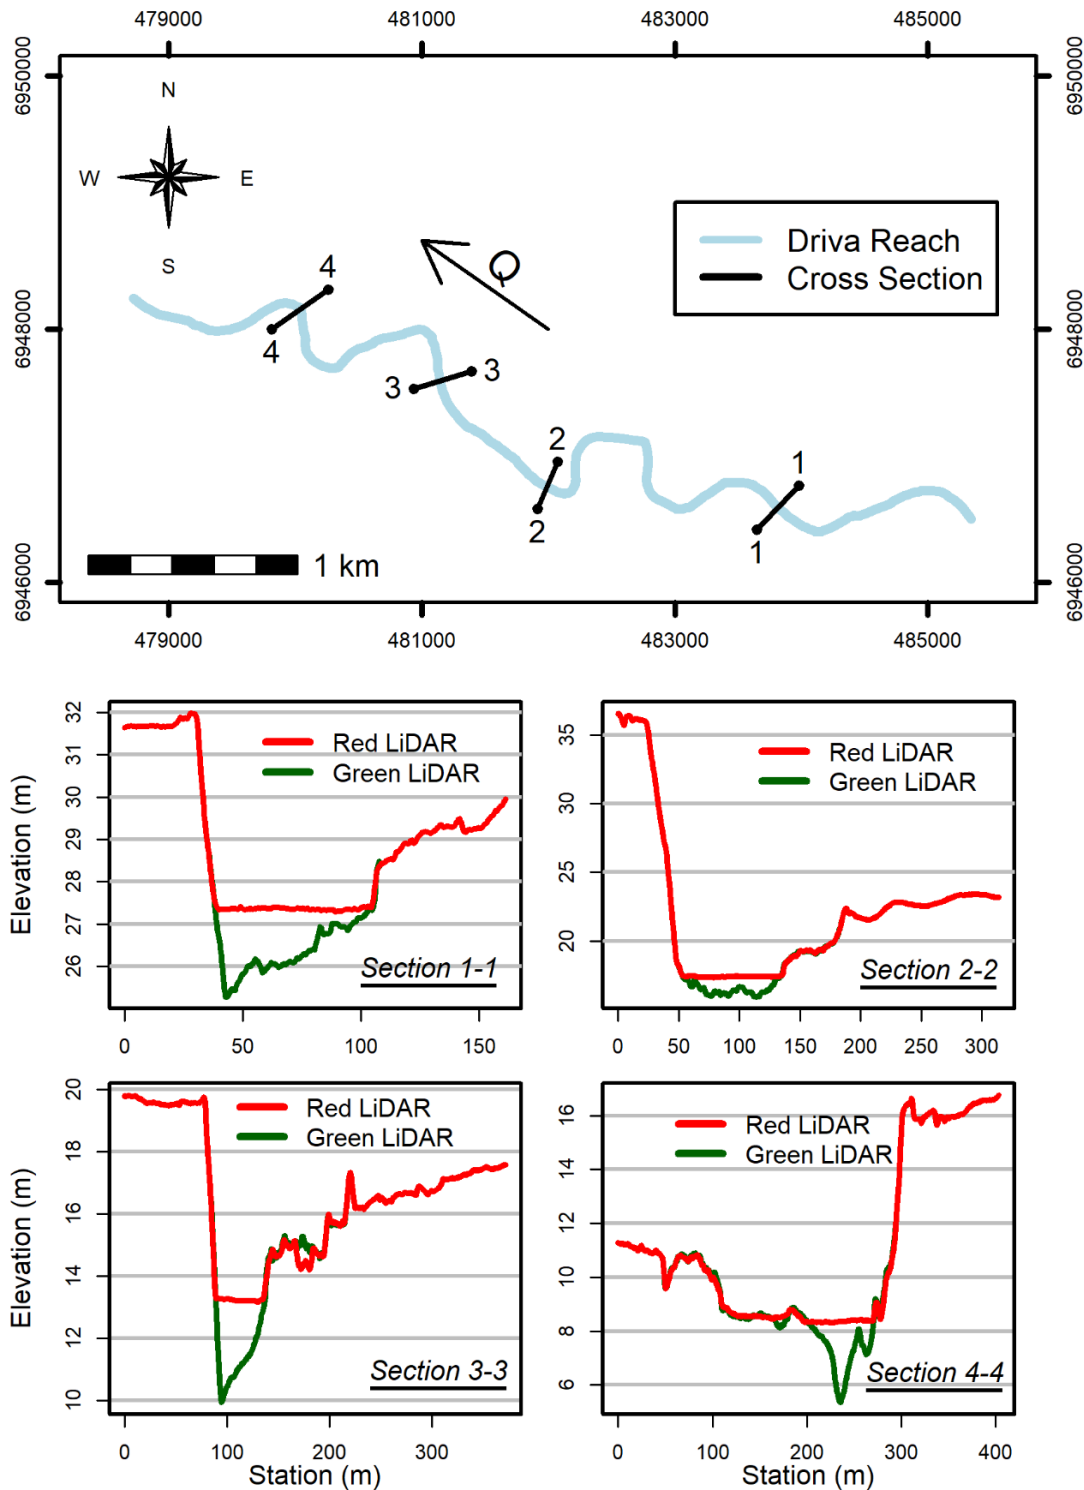 479000 481000 483000 485000
6950000 6950000
N
W E
S
Q
Driva Reach
Cross Section
4
6948000 6948000
4
3 3
2
1
2
1
1 km
6946000 6946000
479000 481000 483000 485000
32
31
30
29
28
27
26
Elevation (m)
Red LiDAR
Green LiDAR
Section 1-1
0 50 100 150
35
30
25
20
Red LiDAR
Green LiDAR
Section 2-2
0 50 100 150 200 250 300
20
18
16
14
12
10
Elevation (m)
Red LiDAR
Green LiDAR
Section 3-3
0 100 200 300
Station (m)
16
14
12
10
8
6
Red LiDAR
Green LiDAR
Section 4-4
0 100 200 300 400
Station (m)